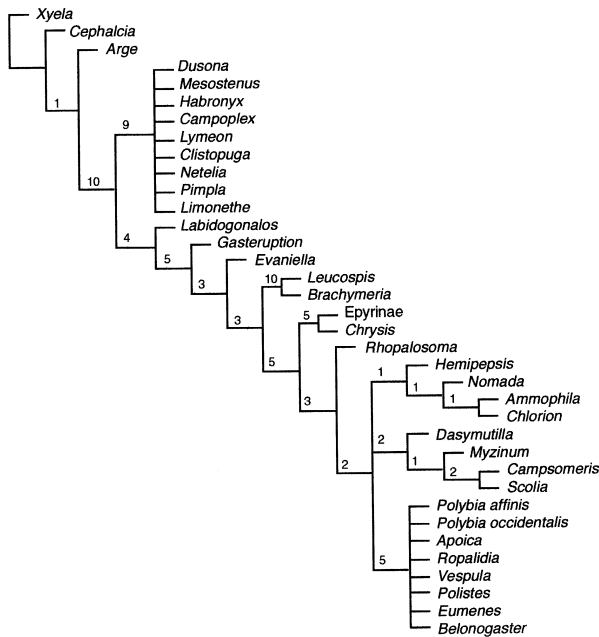 Xyela
Cephalcia
Arge
1
Dusona
Mesostenus
Habronyx
Campoplex
9
Lymeon
Clistopuga
Netelia
10
Pimpla
Limonethe
Labidogonalos
4
Gasteruption
5
Evaniella
3
Leucospis
10
Brachymeria
3
Epyrinae
5
Chrysis
Rhopalosoma
5
Hemipepsis
1
Nomada
1
Ammophila
1
3
Chlorion
Dasymutilla
2
Myzinum
1
2
Campsomeris
2
Scolia
Polybia affinis
Polybia occidentalis
Apoica
5
Ropalidia
Vespula
Polistes
Eumenes
Belonogaster